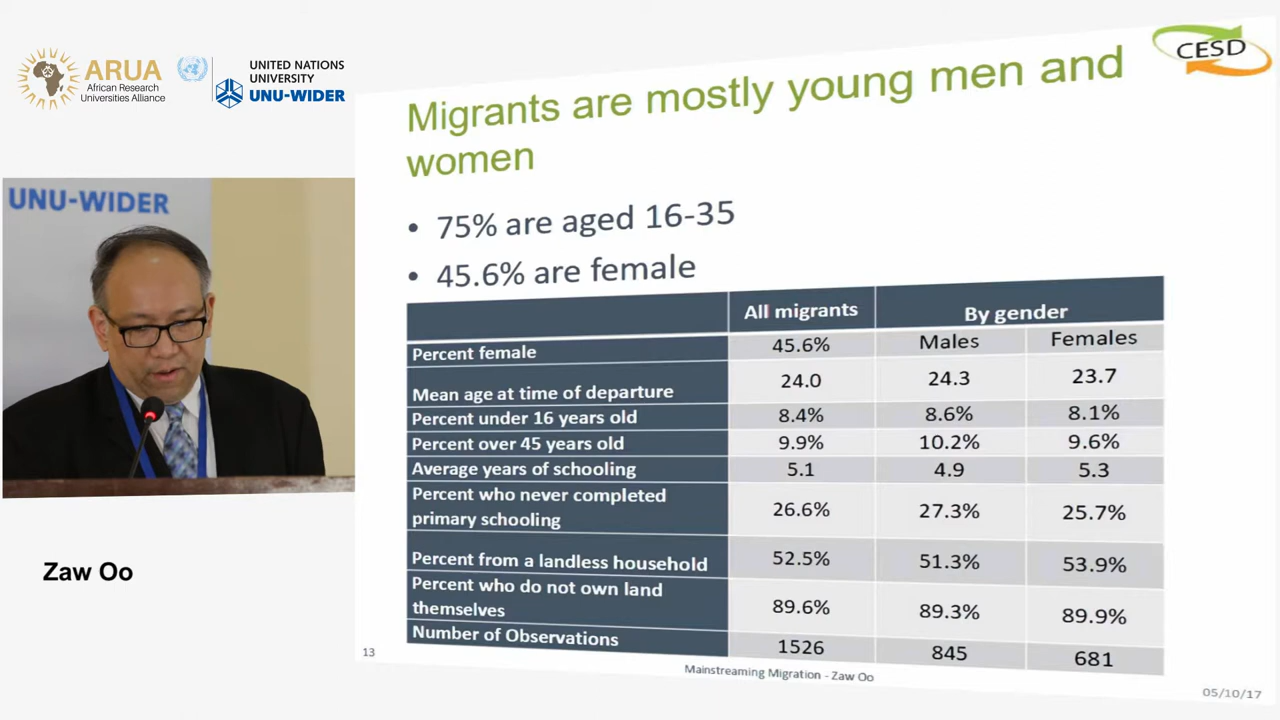 ARUA
African Research
Universities Alliance
UNITED NATIONS
UNIVERSITY
UNU-WIDER
CESD
Migrants are mostly young men and
women
UNU-WIDER
• 75% are aged 16-35
• 45.6% are female
All migrants By gender
Percent female 45.6% Males Females
Mean age at time of departure 24.0 24.3 23.7
Percent under 16 years old 8.4% 8.6% 8.1%
Percent over 45 years old 9.9% 10.2% 9.6%
Average years of schooling 5.1 4.9 5.3
Percent who never completed
primary schooling 26.6% 27.3% 25.7%
Percent from a landless household 52.5% 51.3% 53.9%
Percent who do not own land
themselves 89.6% 89.3% 89.9%
Number of Observations 1526 845 681
Zaw Oo
13
Mainstreaming Migration - Zaw Oo
05/10/17